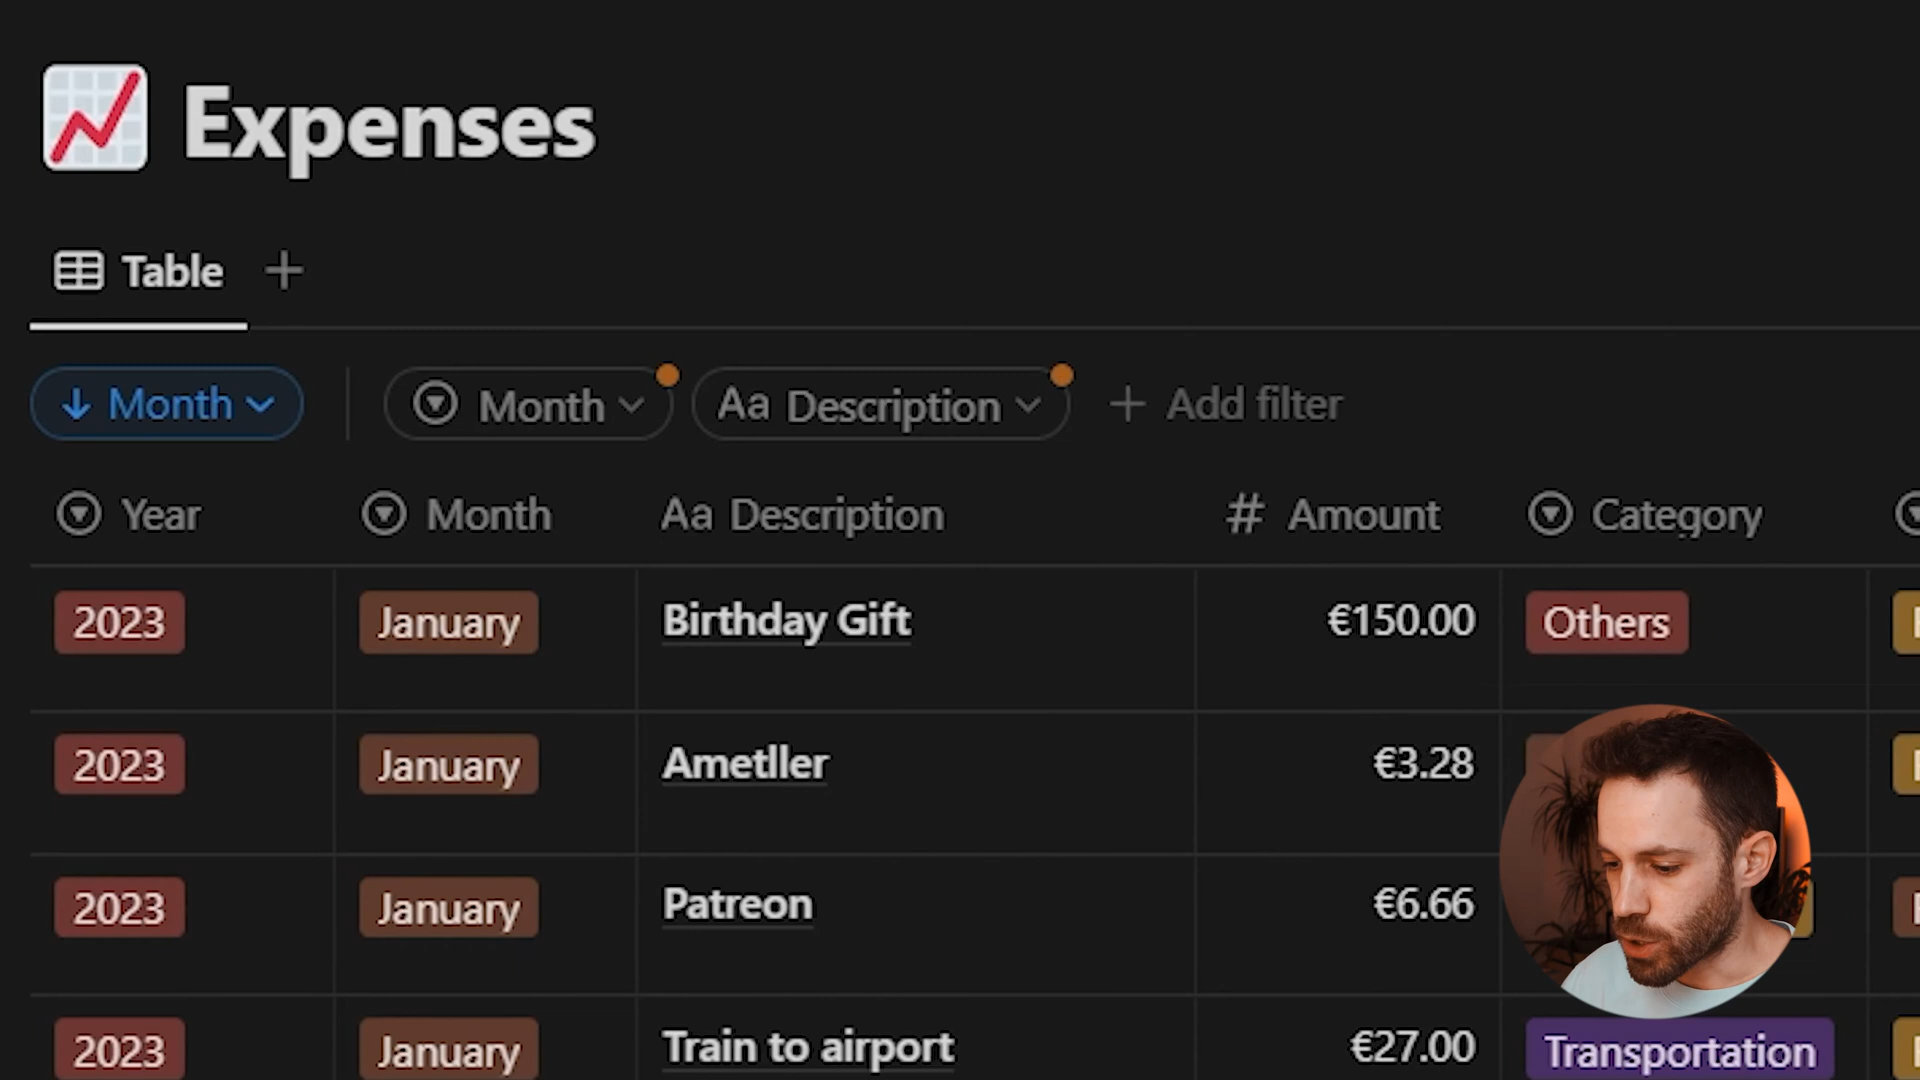 Expenses
Table
Month Month Aa Description Add filter
Year Month Aa Description # Amount Category
2023 January Birthday Gift €150.00 Others
2023 January Ametller €3.28
2023 January Patreon €6.66
2023 January Train to airport €27.00 Transportation